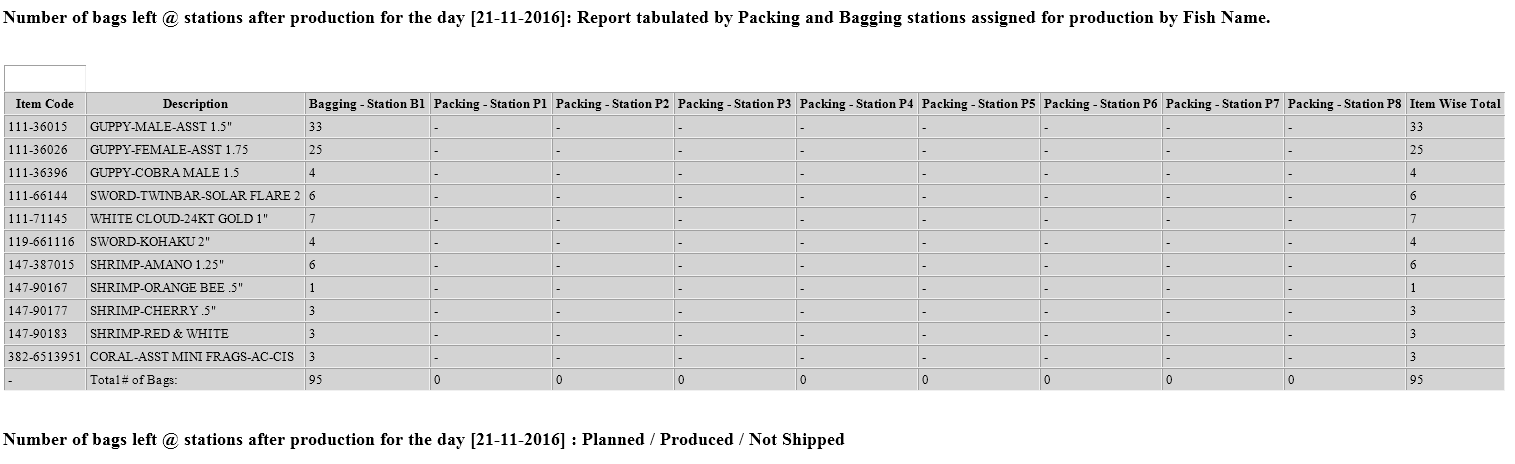 Number of bags left @ stations after production for the day [21-11-2016]: Report tabulated by Packing and Bagging stations assigned for production by Fish Name.
Item Code Description Bagging - Station B1 Packing - Station P1 Packing - Station P2 Packing - Station P3 Packing - Station P4 Packing - Station P5 Packing - Station P6 Packing - Station P7 Packing - Station P8 Item Wise Total
111-36015 GUPPY-MALE-ASST 1.5" 33 - - - - - - - - 33
111-36026 GUPPY-FEMALE-ASST 1.75 25 - - - - - - - - 25
111-36396 GUPPY-COBRA MALE 1.5 4 - - - - - - - - 4
111-66144 SWORD-TWINBAR-SOLAR FLARE 2 6 - - - - - - - - 6
111-71145 WHITE CLOUD-24KT GOLD 1" 7 - - - - - - - - 7
119-661116 SWORD-KOHAKU 2" 4 - - - - - - - - 4
147-387015 SHRIMP-AMANO 1.25" 6 - - - - - - - - 6
147-90167 SHRIMP-ORANGE BEE .5" 1 - - - - - - - - 1
147-90177 SHRIMP-CHERRY .5" 3 - - - - - - - - 3
147-90183 SHRIMP-RED & WHITE 3 - - - - - - - - 3
382-6513951 CORAL-ASST MINI FRAGS-AC-CIS 3 - - - - - - - - 3
- Total # of Bags: 95 0 0 0 0 0 0 0 0 95
Number of bags left @ stations after production for the day [21-11-2016] : Planned / Produced / Not Shipped